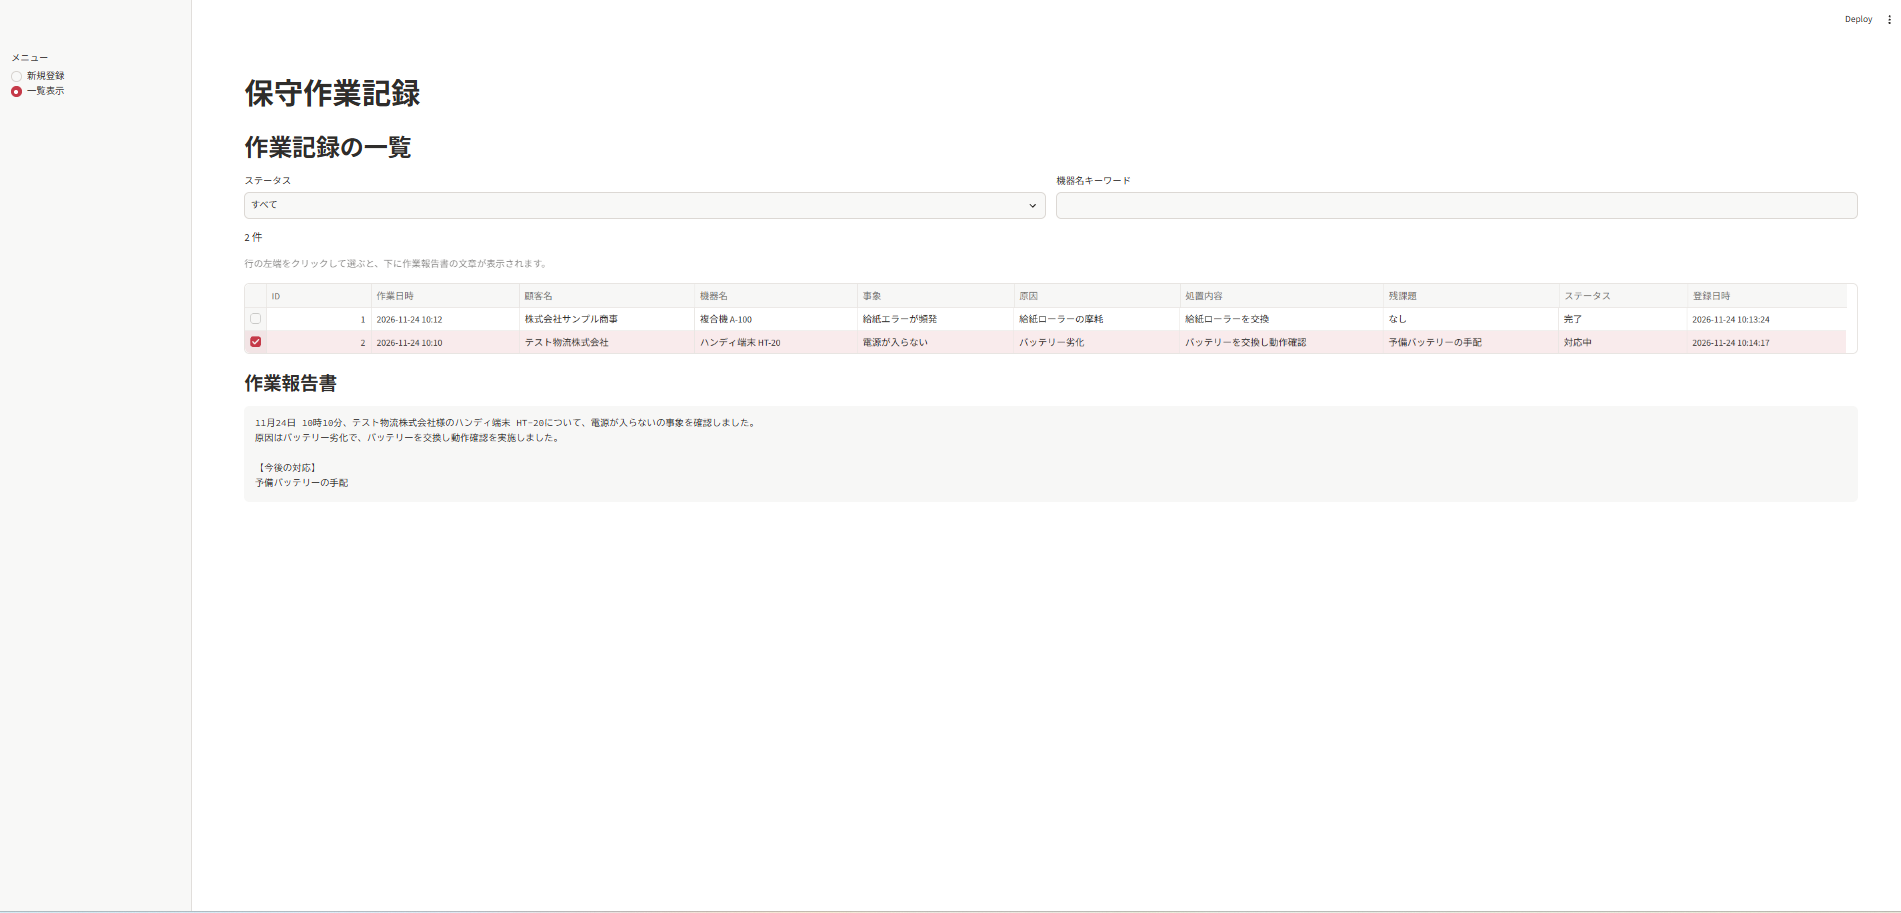 Deploy
メニュー
新規登録
一覧表示
保守作業記録
作業記録の一覧
ステータス 機器名キーワード
すべて
2 件
行の左端をクリックして選ぶと、下に作業報告書の文章が表示されます。
ID 作業日時 顧客名 機器名 事象 原因 処置内容 残課題 ステータス 登録日時
1 2026-11-24 10:12 株式会社サンプル商事 複合機 A-100 給紙エラーが頻発 給紙ローラーの摩耗 給紙ローラーを交換 なし 完了 2026-11-24 10:13:24
2 2026-11-24 10:10 テスト物流株式会社 ハンディ端末 HT-20 電源が入らない バッテリー劣化 バッテリーを交換し動作確認 予備バッテリーの手配 対応中 2026-11-24 10:14:17
作業報告書
11月24日 10時10分、テスト物流株式会社様のハンディ端末 HT-20について、電源が入らないの事象を確認しました。
原因はバッテリー劣化で、バッテリーを交換し動作確認を実施しました。
【今後の対応】
予備バッテリーの手配